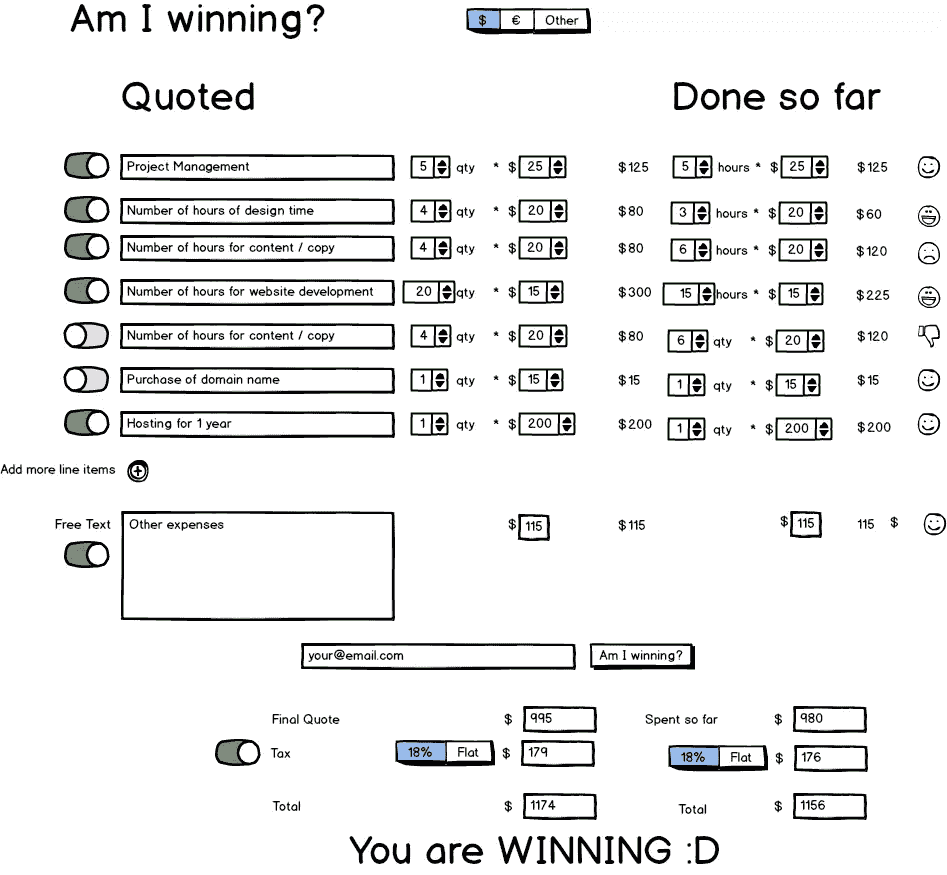 Am I winning? $ € Other
Quoted Done so far
Project Management 5 qty * $ 25 $125 5 hours * $ 25 $125
Number of hours of design time 4 qty * $ 20 $80 3 hours * $ 20 $60
Number of hours for content / copy 4 qty * $ 20 $80 6 hours * $ 20 $120
Number of hours for website development 20 qty * $ 15 $300 15 hours * $ 15 $225
Number of hours for content / copy 4 qty * $ 20 $80 6 qty * $ 20 $120
Purchase of domain name 1 qty * $ 15 $15 1 qty * $ 15 $15
Hosting for 1 year 1 qty * $ 200 $200 1 qty * $ 200 $200
Add more line items
Free Text Other expenses $ 115 $115 $ 115 115 $
your@email.com Am I winning?
Final Quote $ 995 Spent so far $ 980
Tax 18% Flat $ 179 18% Flat $ 176
Total $ 1174 Total $ 1156
You are WINNING :D